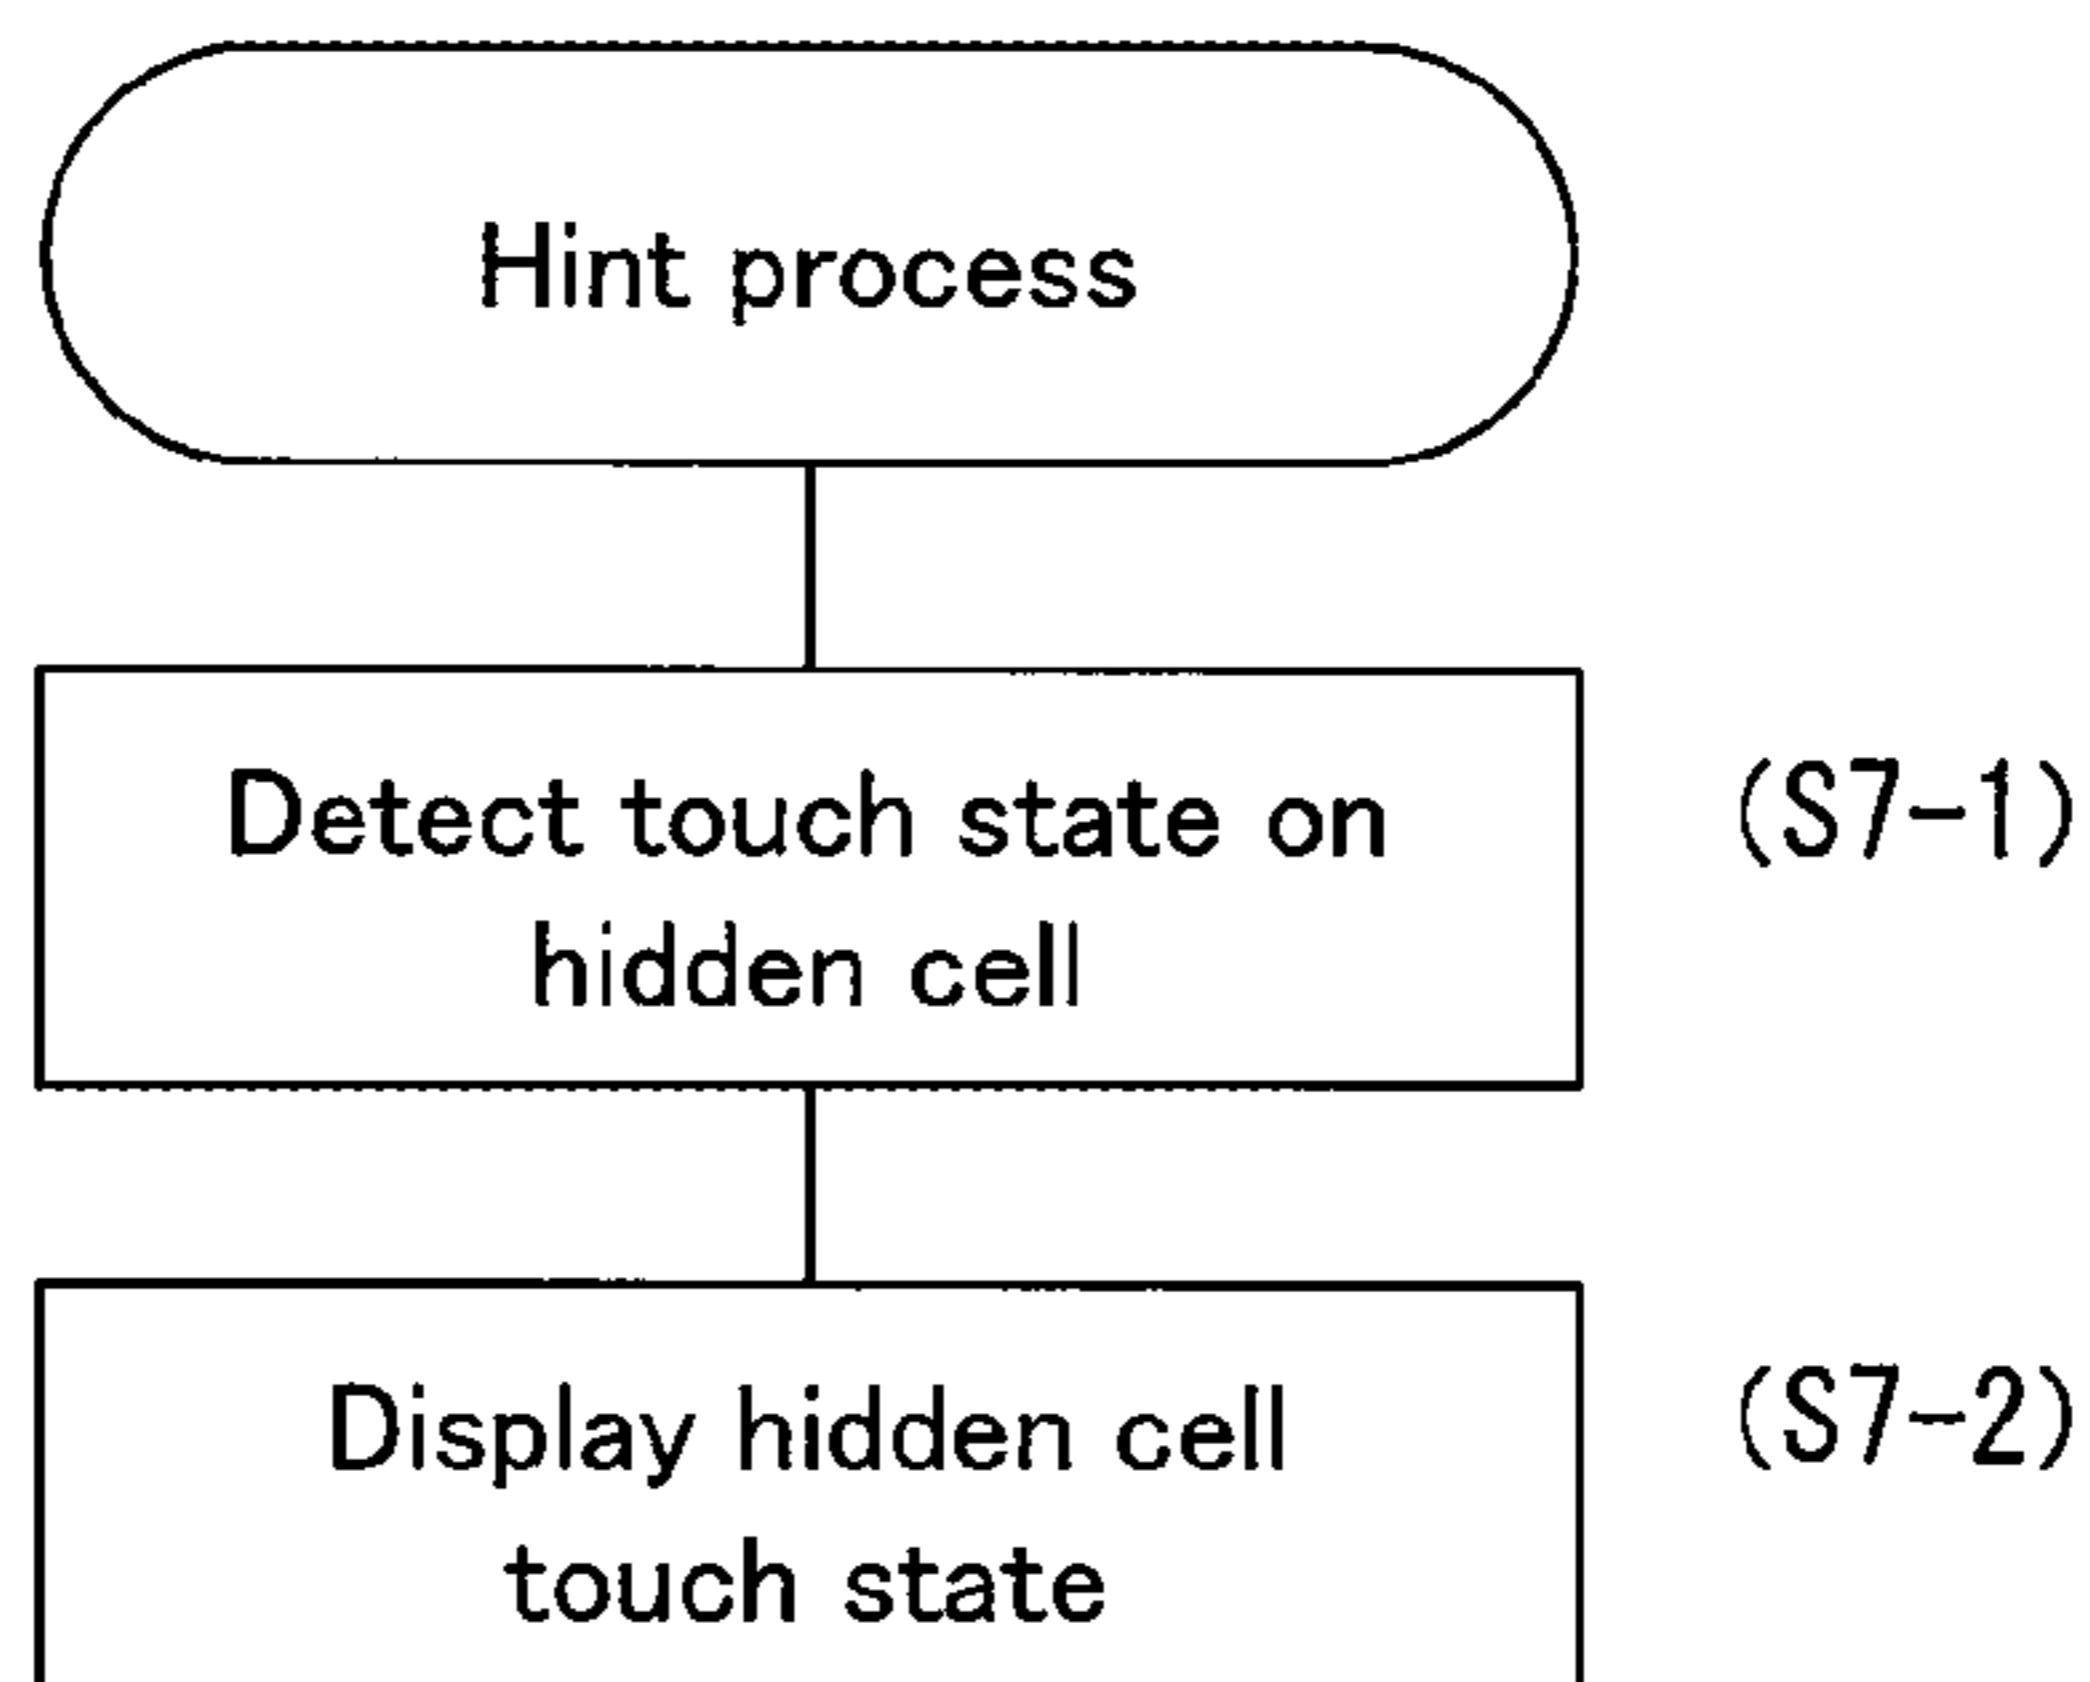 Hint process
Detect touch state on
hidden cell
(S7-1)
Display hidden cell
touch state
(S7-2)